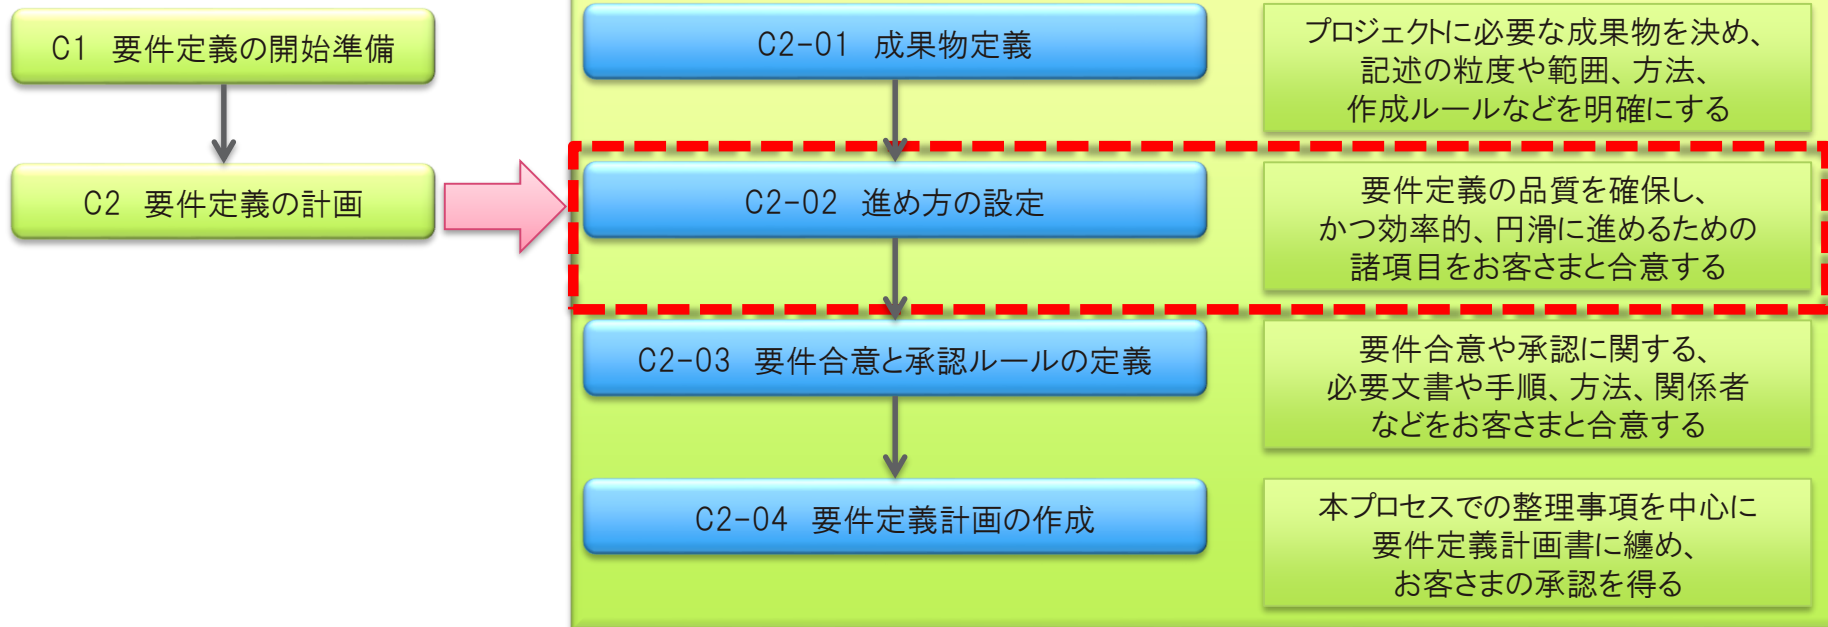 C1 要件定義の開始準備
C2 要件定義の計画
C2-01 成果物定義
プロジェクトに必要な成果物を決め、
記述の粒度や範囲、方法、
作成ルールなどを明確にする
C2-02 進め方の設定
要件定義の品質を確保し、
かつ効率的、円滑に進めるための
諸項目をお客さまと合意する
C2-03 要件合意と承認ルールの定義
要件合意や承認に関する、
必要文書や手順、方法、関係者
などをお客さまと合意する
C2-04 要件定義計画の作成
本プロセスでの整理事項を中心に
要件定義計画書に纏め、
お客さまの承認を得る